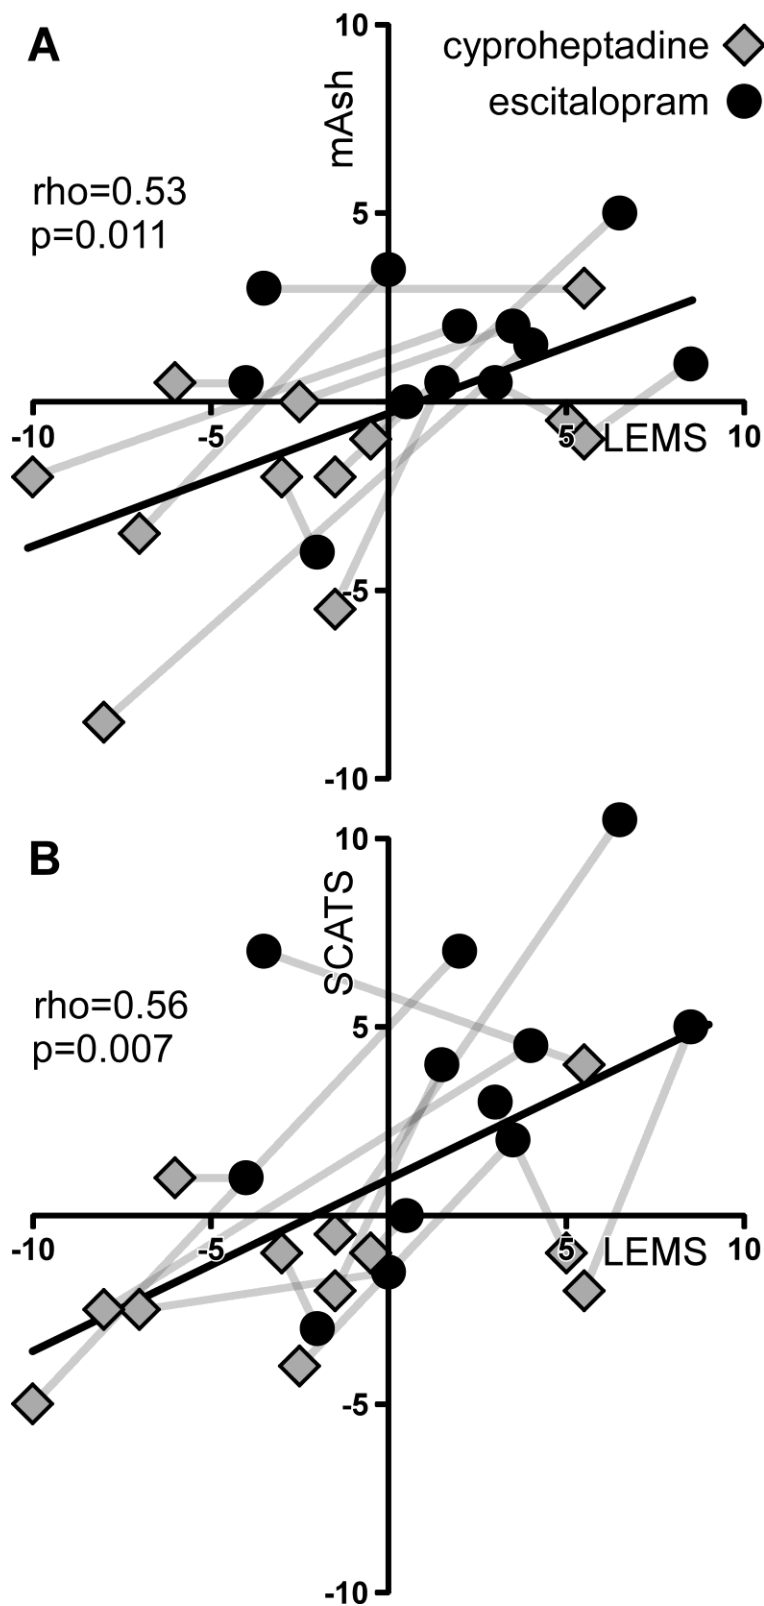 A
10
cyproheptadine
mAsh
escitalopram
rho=0.53
p=0.011
5
-10
-5
5
LEMS
10
-5
-10
B
10
SCATS
rho=0.56
p=0.007
5
-10
-5
5
LEMS
10
-5
-10